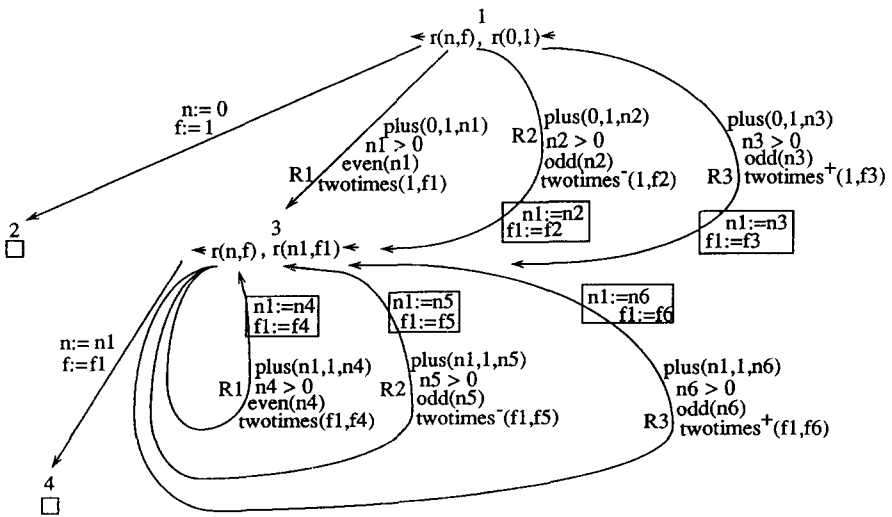 1
r(n,f), r(0,1)
n:= 0
f:= 1
R1
plus(0,1,n1)
n1 > 0
even(n1)
twotimes(1,f1)
R2
plus(0,1,n2)
n2 > 0
odd(n2)
twotimes⁻(1,f2)
R3
plus(0,1,n3)
n3 > 0
odd(n3)
twotimes⁺(1,f3)
n1:=n2
f1:=f2
n1:=n3
f1:=f3
2
3
r(n,f), r(n1,f1)
n:= n1
f:= f1
n1:=n4
f1:=f4
R1
plus(n1,1,n4)
n4 > 0
even(n4)
twotimes(f1,f4)
n1:=n5
f1:=f5
R2
plus(n1,1,n5)
n5 > 0
odd(n5)
twotimes⁻(f1,f5)
n1:=n6
f1:=f6
R3
plus(n1,1,n6)
n6 > 0
odd(n6)
twotimes⁺(f1,f6)
4